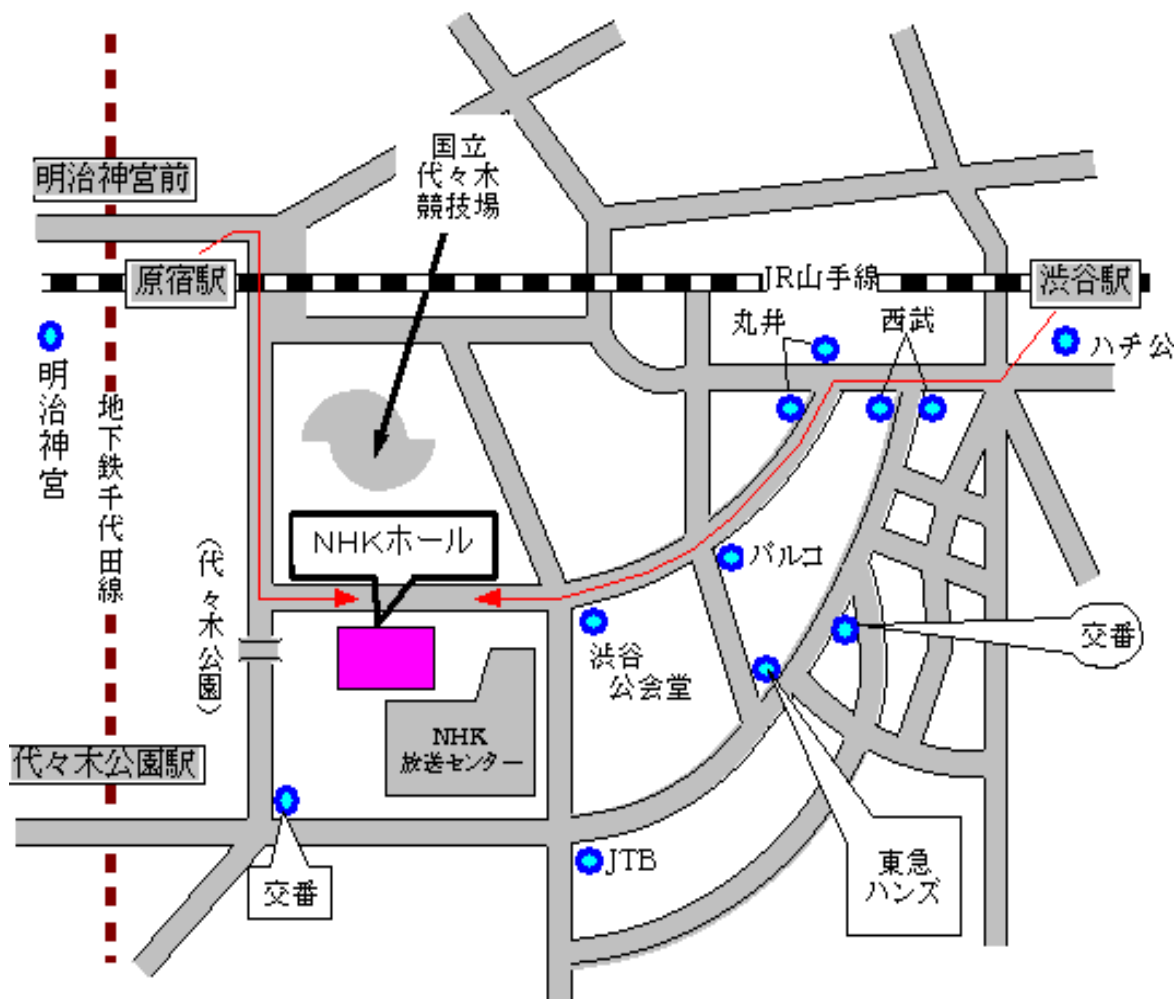 国立
代々木
競技場
明治神宮前
原宿駅
JR山手線
渋谷駅
丸井
西武
ハチ公
明治神宮
地下鉄千代田線
(代々木公園)
NHKホール
パルコ
交番
渋谷
公会堂
NHK
放送センター
代々木公園駅
交番
JTB
東急
ハンズ